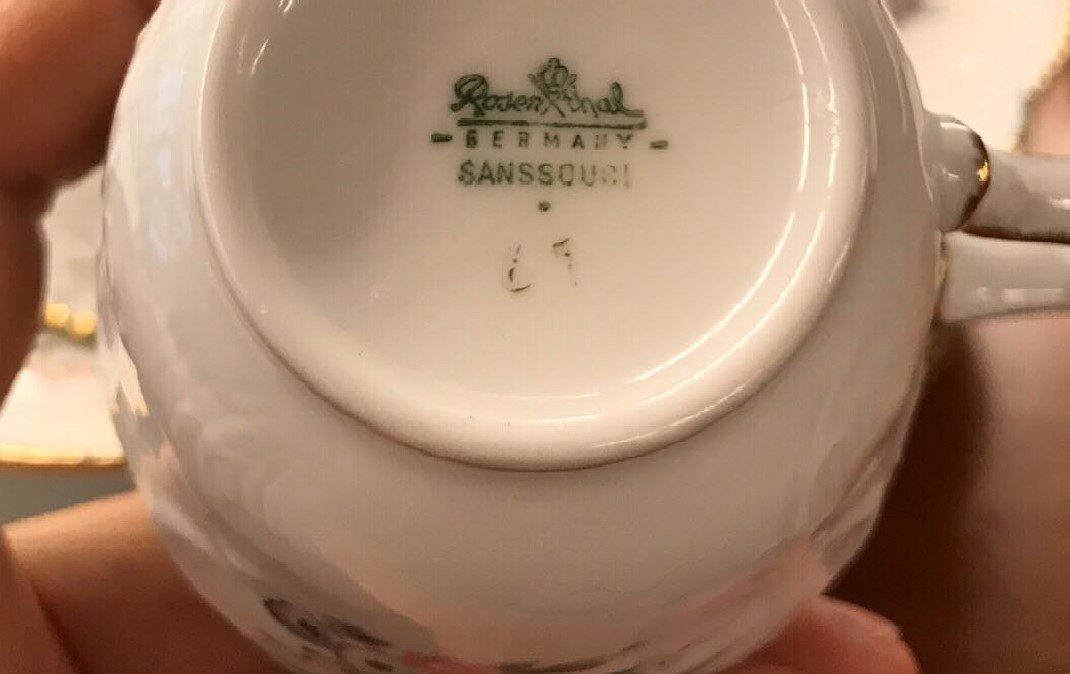 Rosenthal
- GERMANY -
SANSSOUCI